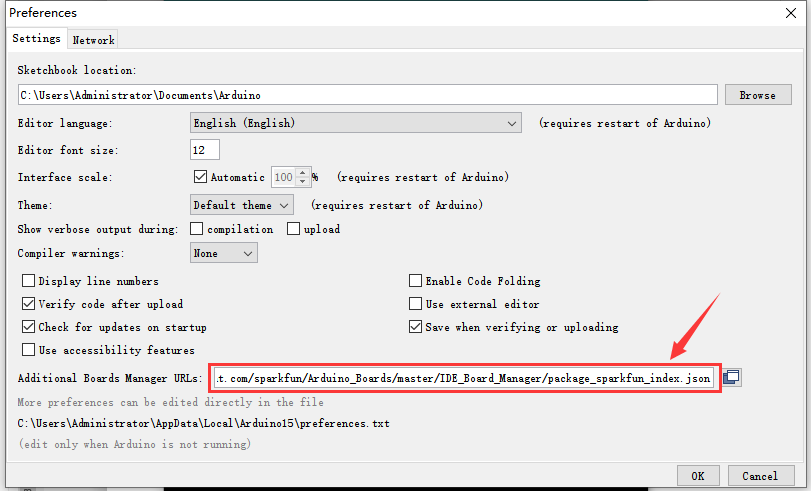 Preferences
Settings Network
Sketchbook location:
C:\Users\Administrator\Documents\Arduino Browse
Editor language: English (English) (requires restart of Arduino)
Editor font size: 12
Interface scale: Automatic 100 % (requires restart of Arduino)
Theme: Default theme (requires restart of Arduino)
Show verbose output during: compilation upload
Compiler warnings: None
Display line numbers Enable Code Folding
Verify code after upload Use external editor
Check for updates on startup Save when verifying or uploading
Use accessibility features
Additional Boards Manager URLs: t.com/sparkfun/Arduino_Boards/master/IDE_Board_Manager/package_sparkfun_index.json
More preferences can be edited directly in the file
C:\Users\Administrator\AppData\Local\Arduino15\preferences.txt
(edit only when Arduino is not running)
OK Cancel